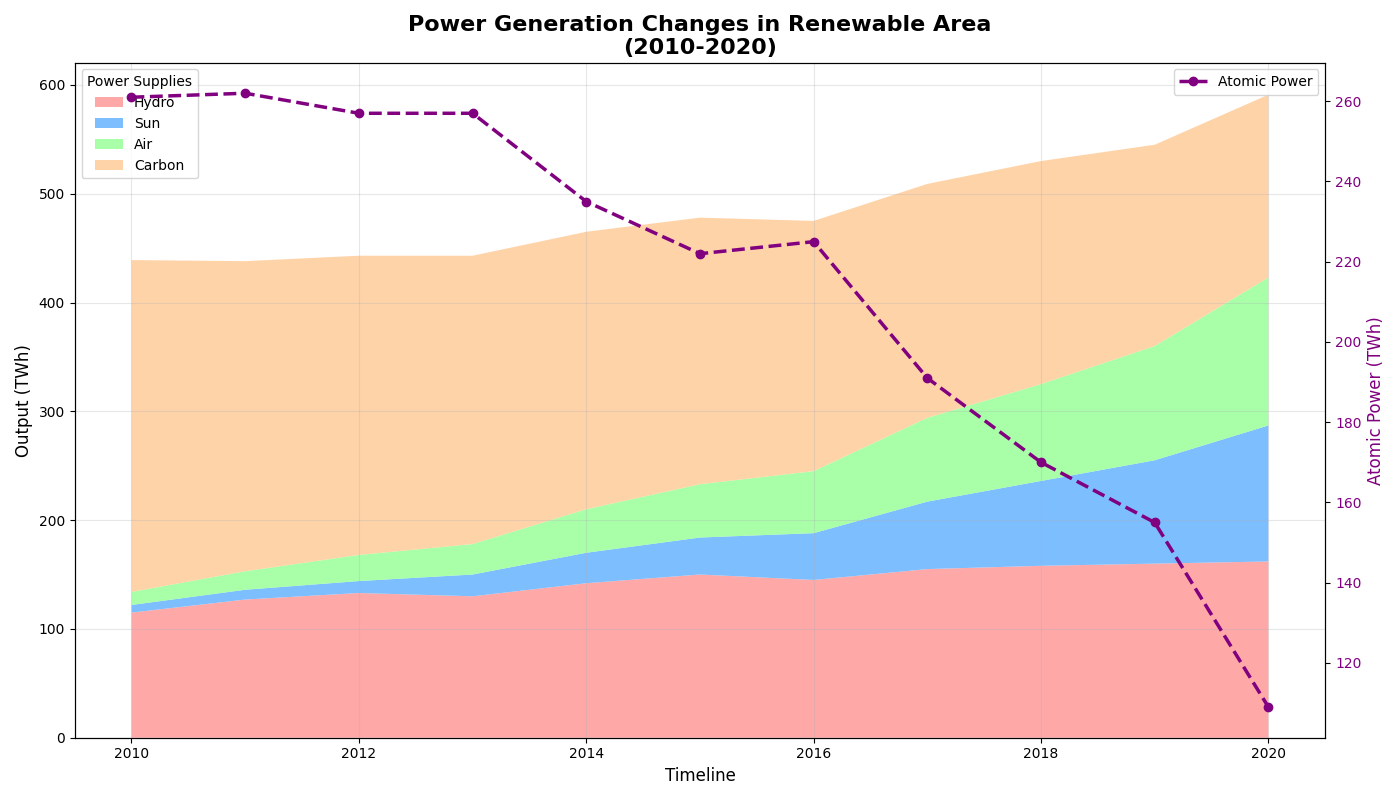 Power Generation Changes in Renewable Area
(2010-2020)
Power Supplies
Hydro
Sun
Air
Carbon
Atomic Power
600
500
400
300
200
100
0
Output (TWh)
260
240
220
200
180
160
140
120
Atomic Power (TWh)
2010 2012 2014 2016 2018 2020
Timeline